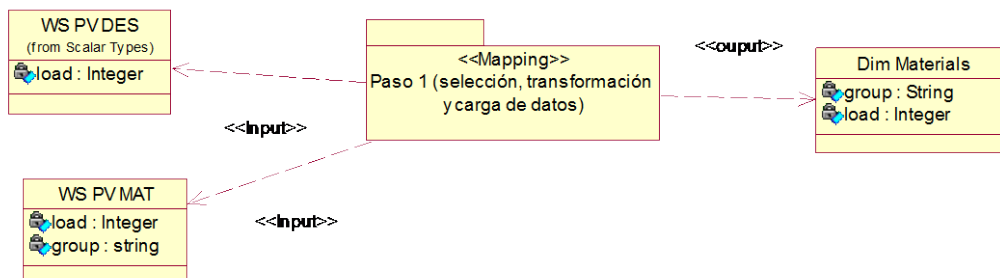 WS PV DES
(from Scalar Types)
load : Integer
<<Mapping>>
Paso 1 (selección, transformación
y carga de datos)
<<ouput>>
Dim Materials
group : String
load : Integer
<<Input>>
WS PV MAT
load : Integer
group : string
<<Input>>